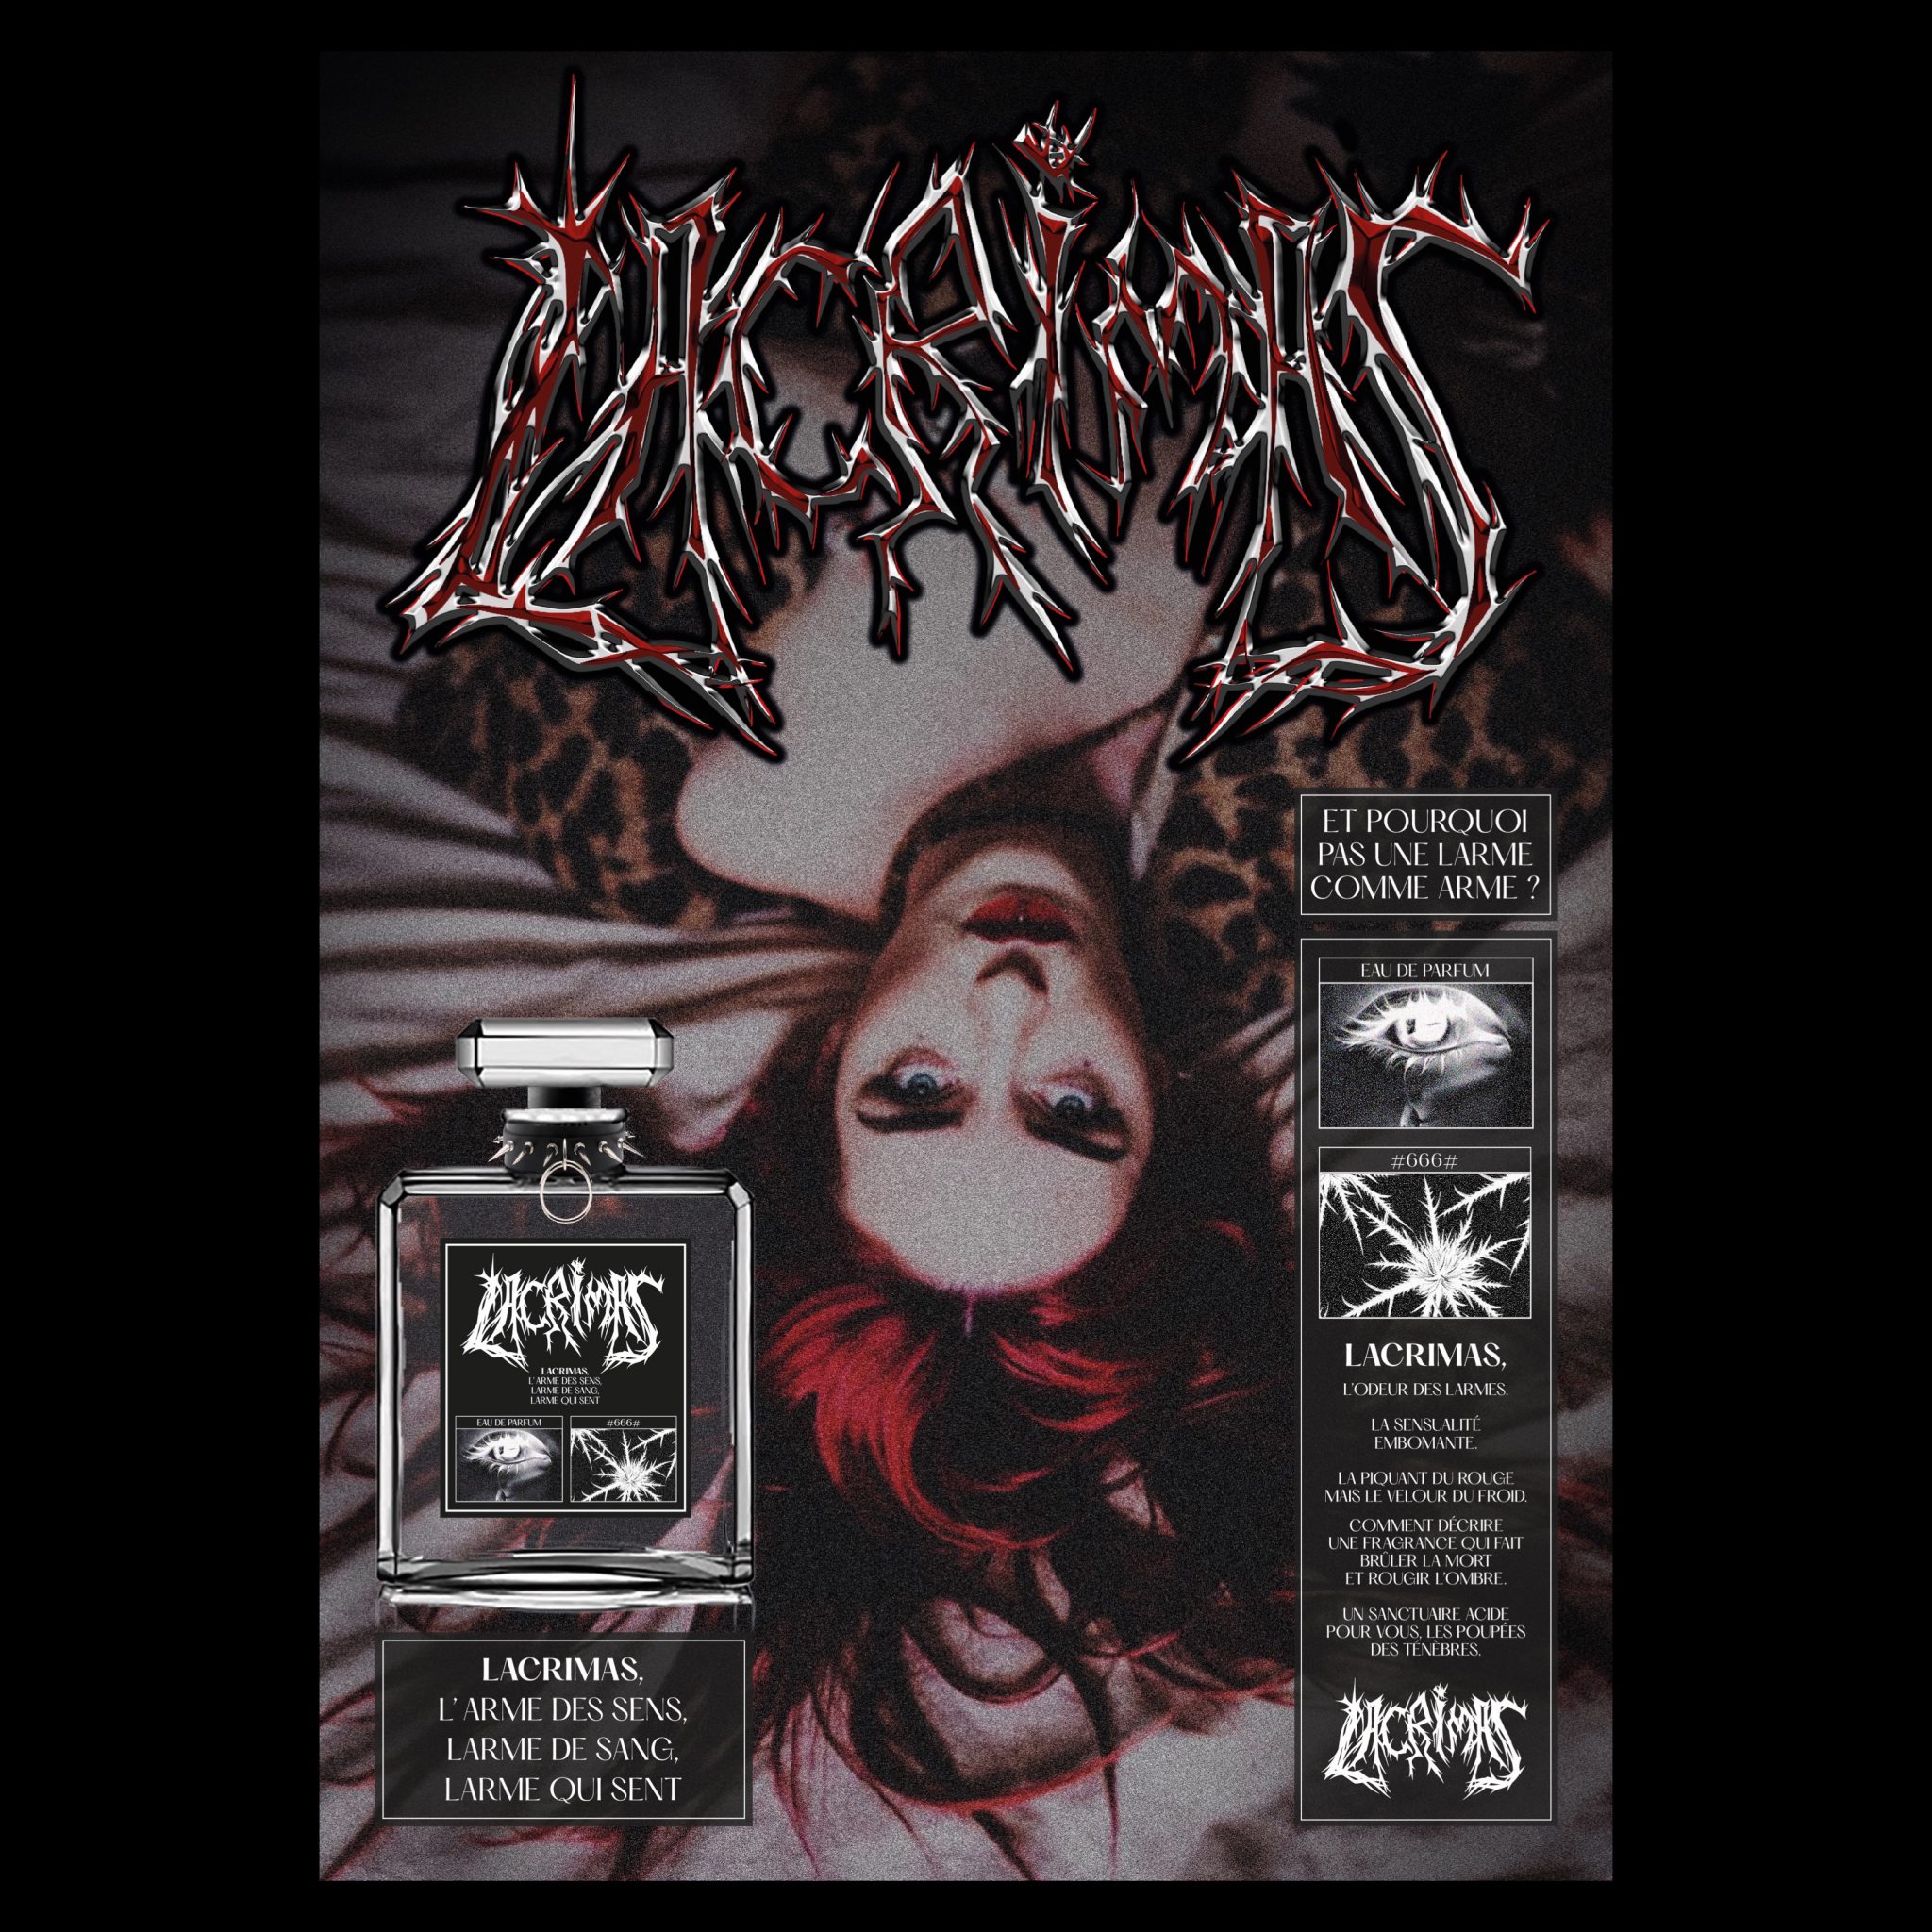 LACRIMAS
ET POURQUOI
PAS UNE LARME
COMME ARME ?
EAU DE PARFUM
#666#
LACRIMAS,
L'ODEUR DES LARMES.
LA SENSUALITÉ
EMBOMANTE.
LA PIQUANT DU ROUGE
MAIS LE VELOUR DU FROID.
COMMENT DÉCRIRE
UNE FRAGRANCE QUI FAIT
BRÛLER LA MORT
ET ROUGIR L'OMBRE.
UN SANCTUAIRE ACIDE
POUR VOUS, LES POUPÉES
DES TÉNÈBRES.
LACRIMAS
LACRIMAS
LACRIMAS,
L'ARME DES SENS,
LARME DE SANG,
LARME QUI SENT
EAU DE PARFUM
#666#
LACRIMAS,
L' ARME DES SENS,
LARME DE SANG,
LARME QUI SENT